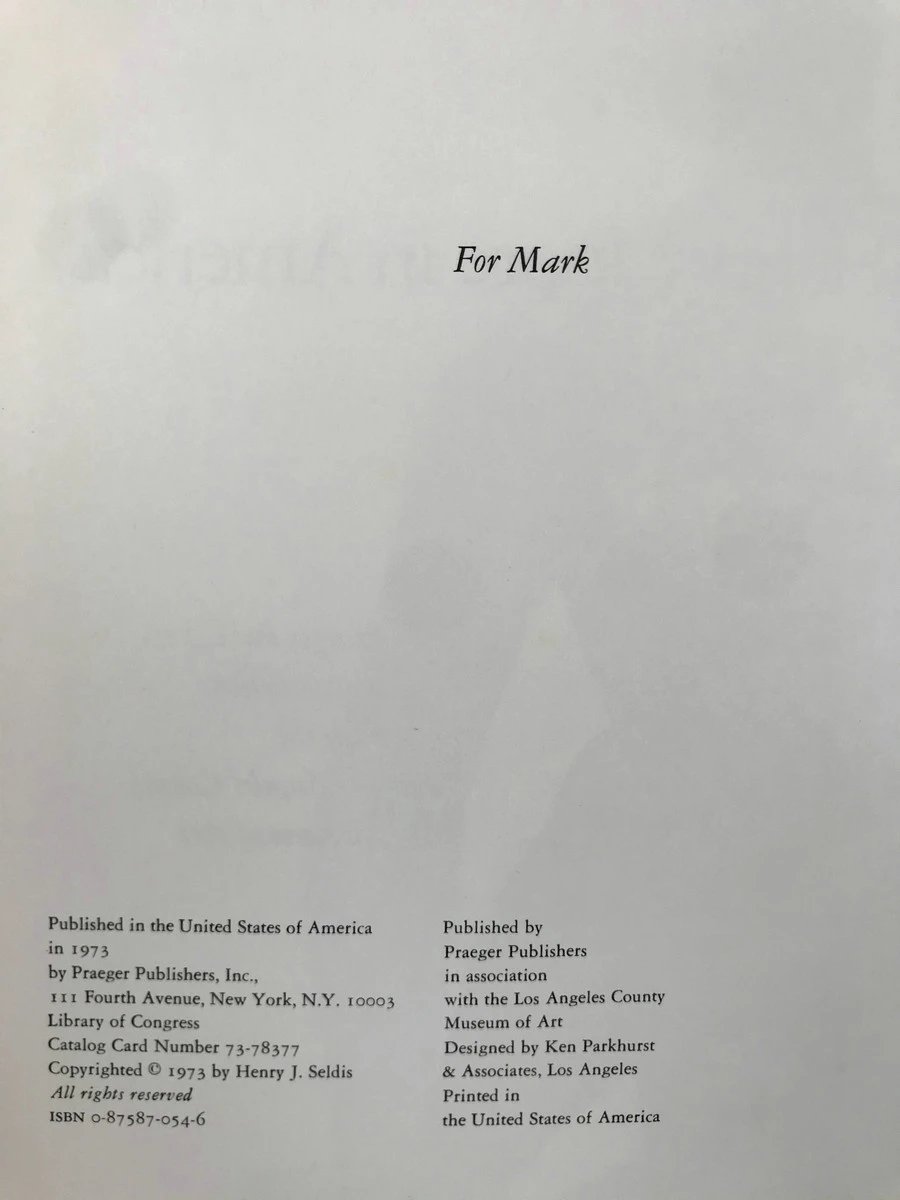 For Mark
Published in the United States of America
in 1973
by Praeger Publishers, Inc.,
111 Fourth Avenue, New York, N.Y. 10003
Library of Congress
Catalog Card Number 73-78377
Copyrighted © 1973 by Henry J. Seldis
All rights reserved
ISBN 0-87587-054-6
Published by
Praeger Publishers
in association
with the Los Angeles County
Museum of Art
Designed by Ken Parkhurst
& Associates, Los Angeles
Printed in
the United States of America